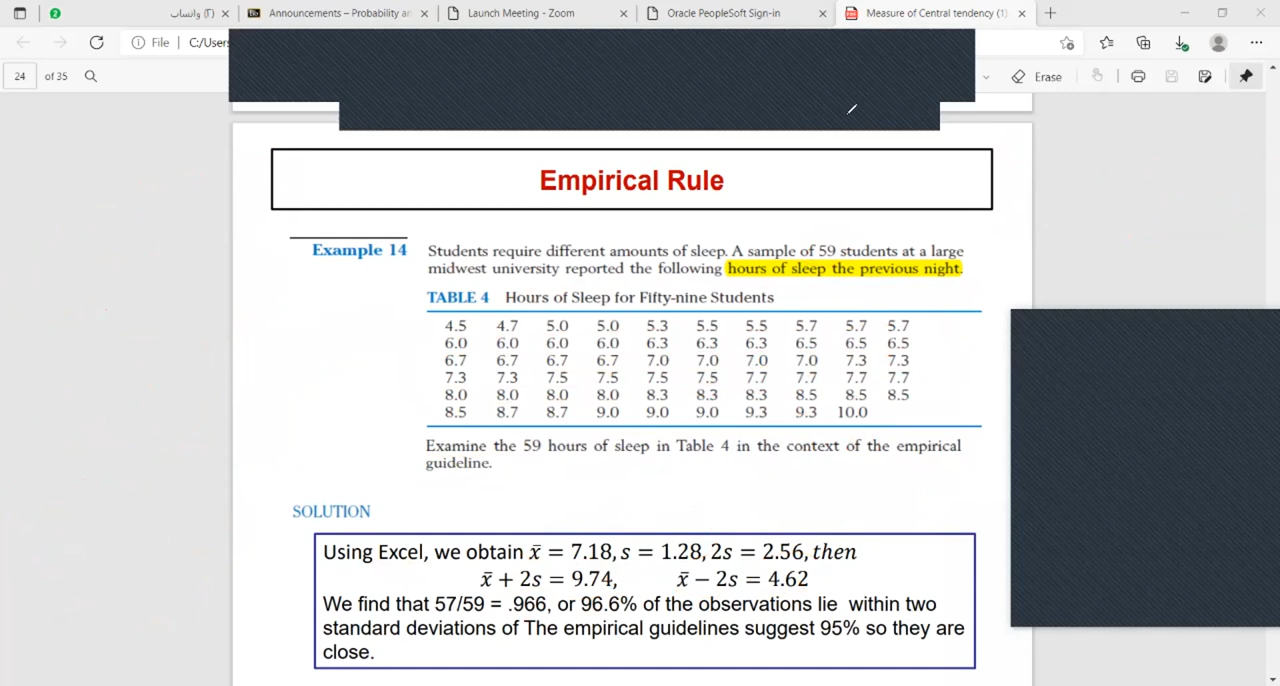 واتساب (٢)
2
Announcements – Probability an
Launch Meeting - Zoom
Oracle PeopleSoft Sign-in
Measure of Central tendency (1)
File C:/Users
24 of 35
Erase
Empirical Rule
Example 14 Students require different amounts of sleep. A sample of 59 students at a large
midwest university reported the following hours of sleep the previous night.
TABLE 4 Hours of Sleep for Fifty-nine Students
4.5 4.7 5.0 5.0 5.3 5.5 5.5 5.7 5.7 5.7
6.0 6.0 6.0 6.0 6.3 6.3 6.3 6.5 6.5 6.5
6.7 6.7 6.7 6.7 7.0 7.0 7.0 7.0 7.3 7.3
7.3 7.3 7.5 7.5 7.5 7.5 7.7 7.7 7.7 7.7
8.0 8.0 8.0 8.0 8.3 8.3 8.3 8.5 8.5 8.5
8.5 8.7 8.7 9.0 9.0 9.0 9.3 9.3 10.0
Examine the 59 hours of sleep in Table 4 in the context of the empirical
guideline.
SOLUTION
Using Excel, we obtain x̄ = 7.18, s = 1.28, 2s = 2.56, then
x̄ + 2s = 9.74, x̄ − 2s = 4.62
We find that 57/59 = .966, or 96.6% of the observations lie within two
standard deviations of The empirical guidelines suggest 95% so they are
close.